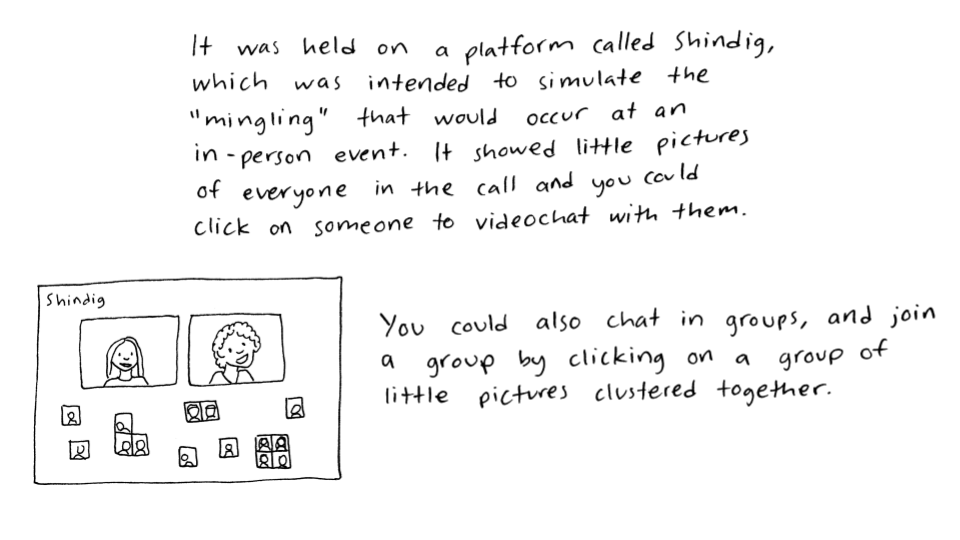 It was held on a platform called Shindig,
which was intended to simulate the
"mingling" that would occur at an
in-person event. It showed little pictures
of everyone in the call and you could
click on someone to videochat with them.
Shindig
You could also chat in groups, and join
a group by clicking on a group of
little pictures clustered together.